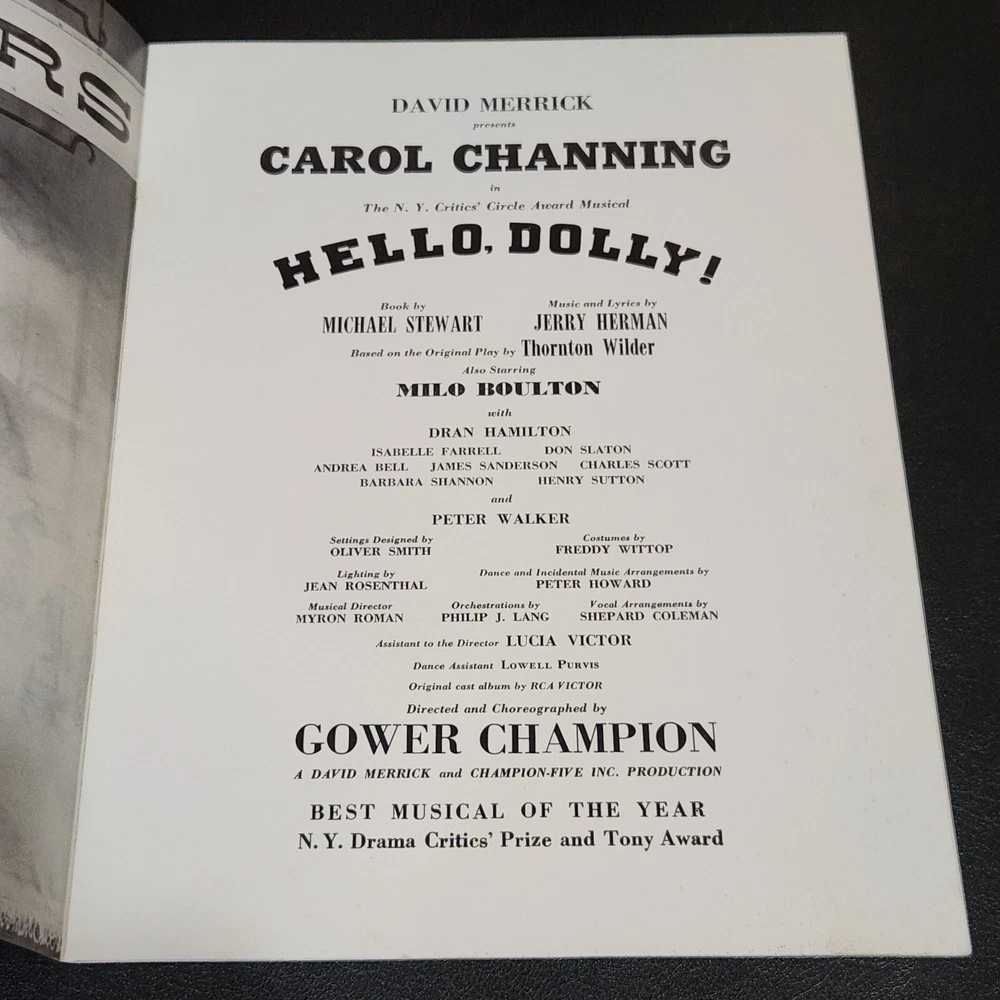 RS
DAVID MERRICK
presents
CAROL CHANNING
in
The N. Y. Critics' Circle Award Musical
HELLO, DOLLY!
Book by Music and Lyrics by
MICHAEL STEWART JERRY HERMAN
Based on the Original Play by Thornton Wilder
Also Starring
MILO BOULTON
with
DRAN HAMILTON
ISABELLE FARRELL DON SLATON
ANDREA BELL JAMES SANDERSON CHARLES SCOTT
BARBARA SHANNON HENRY SUTTON
and
PETER WALKER
Settings Designed by Costumes by
OLIVER SMITH FREDDY WITTOP
Lighting by Dance and Incidental Music Arrangements by
JEAN ROSENTHAL PETER HOWARD
Musical Director Orchestrations by Vocal Arrangements by
MYRON ROMAN PHILIP J. LANG SHEPARD COLEMAN
Assistant to the Director LUCIA VICTOR
Dance Assistant LOWELL PURVIS
Original cast album by RCA VICTOR
Directed and Choreographed by
GOWER CHAMPION
A DAVID MERRICK and CHAMPION-FIVE INC. PRODUCTION
BEST MUSICAL OF THE YEAR
N. Y. Drama Critics' Prize and Tony Award